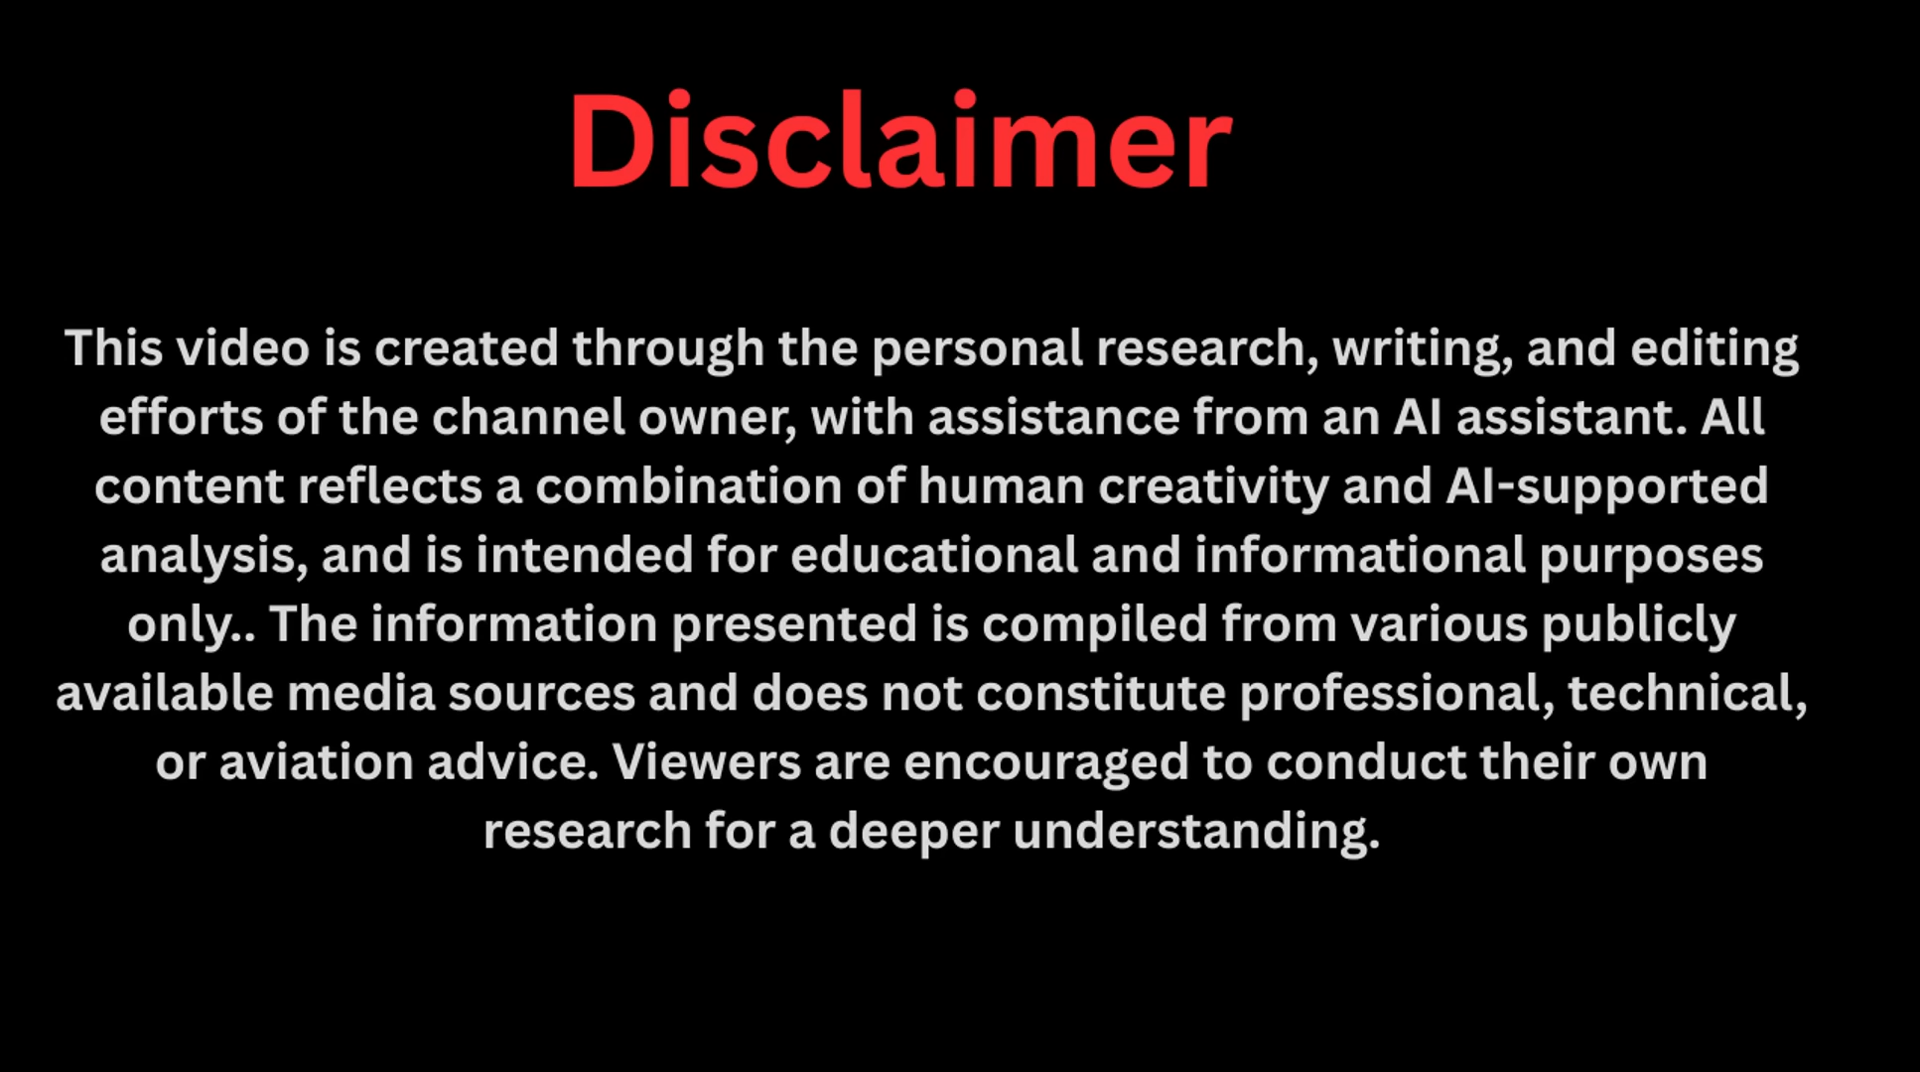 Disclaimer
This video is created through the personal research, writing, and editing
efforts of the channel owner, with assistance from an AI assistant. All
content reflects a combination of human creativity and AI-supported
analysis, and is intended for educational and informational purposes
only.. The information presented is compiled from various publicly
available media sources and does not constitute professional, technical,
or aviation advice. Viewers are encouraged to conduct their own
research for a deeper understanding.